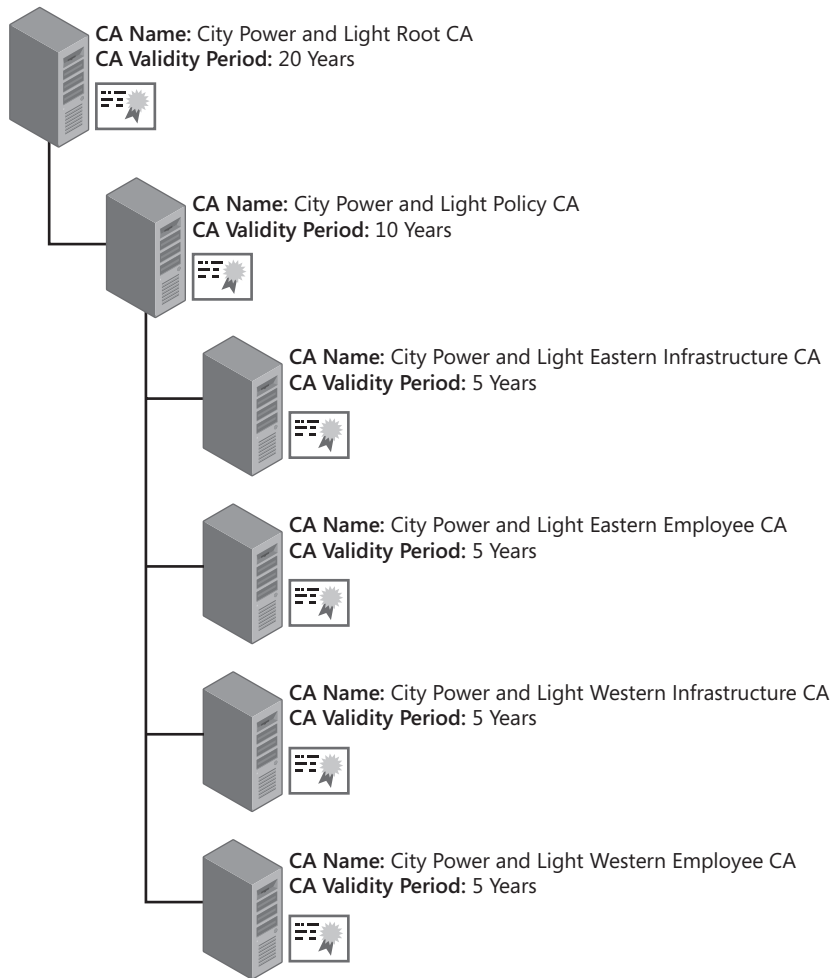 CA Name: City Power and Light Root CA
CA Validity Period: 20 Years
CA Name: City Power and Light Policy CA
CA Validity Period: 10 Years
CA Name: City Power and Light Eastern Infrastructure CA
CA Validity Period: 5 Years
CA Name: City Power and Light Eastern Employee CA
CA Validity Period: 5 Years
CA Name: City Power and Light Western Infrastructure CA
CA Validity Period: 5 Years
CA Name: City Power and Light Western Employee CA
CA Validity Period: 5 Years